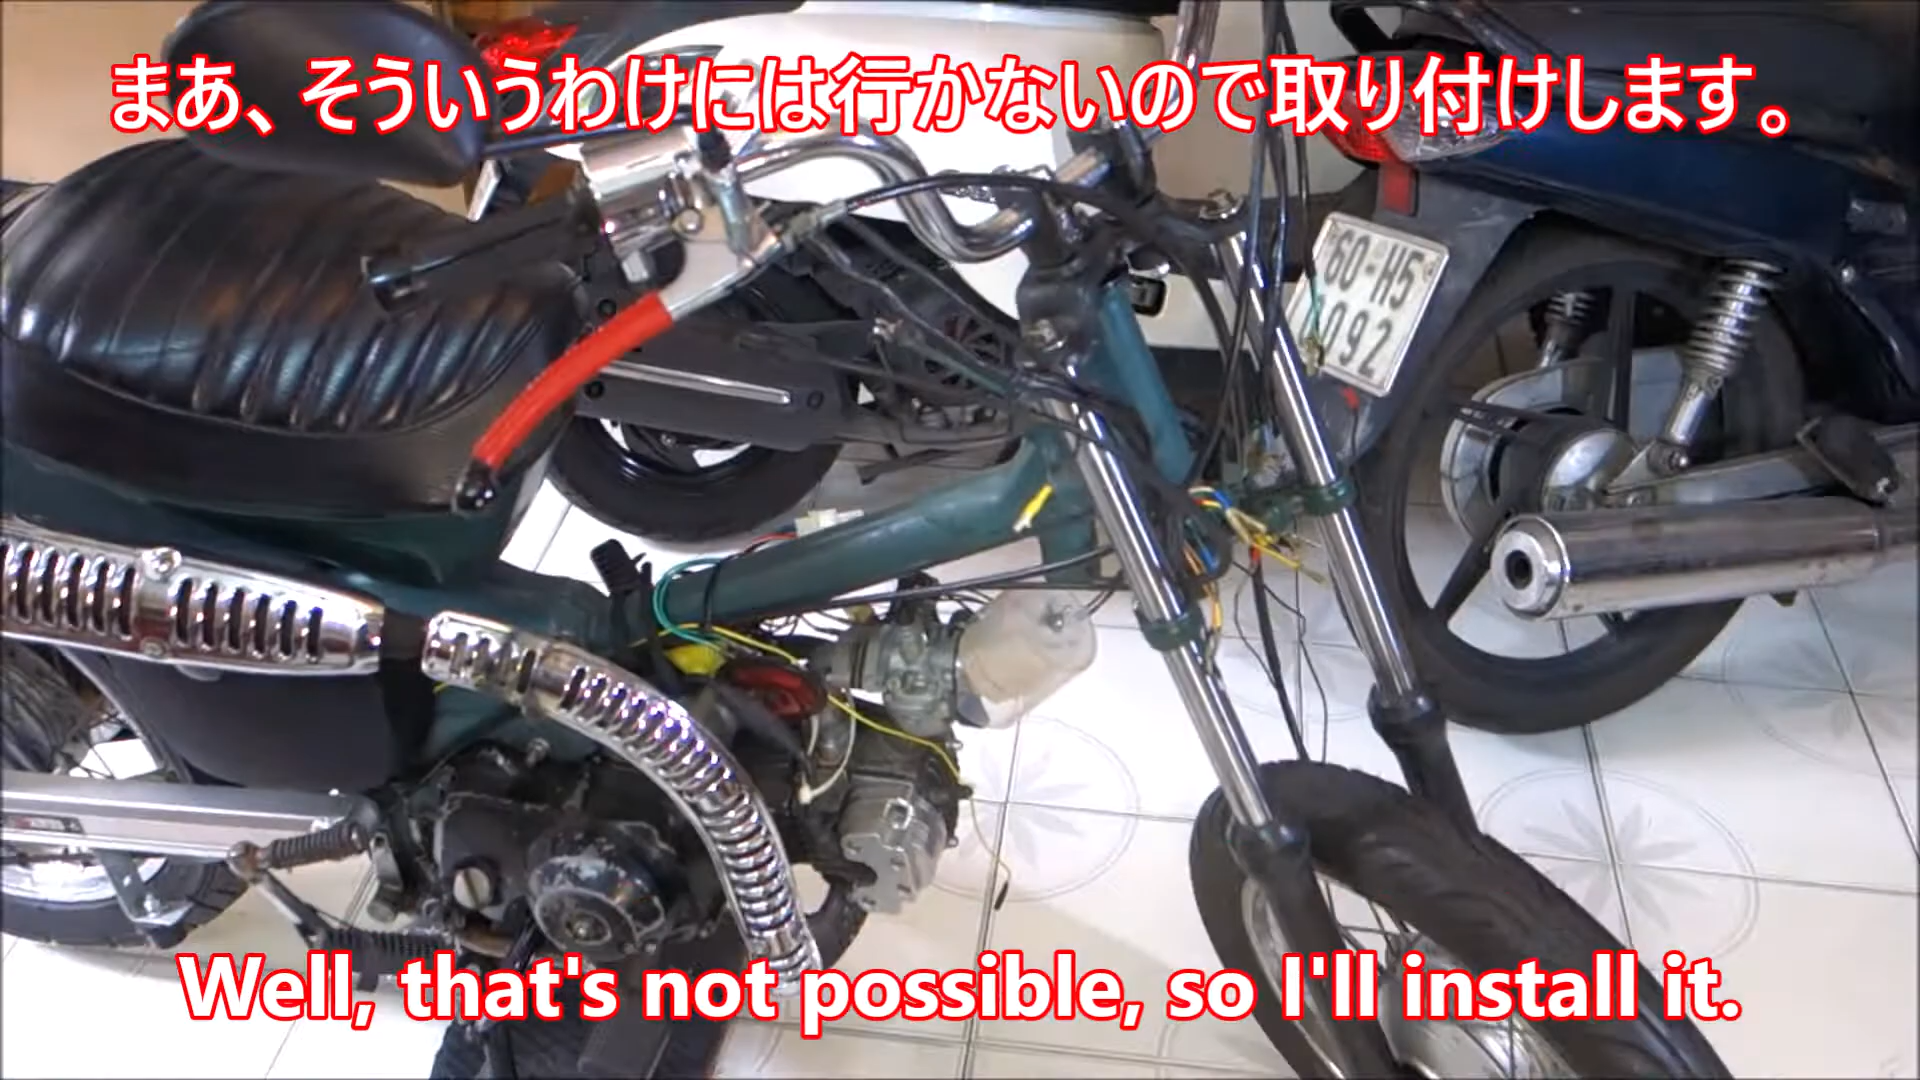 まあ、そういうわけには行かないので取り付けします。
60-H5
Well, that's not possible, so I'll install it.